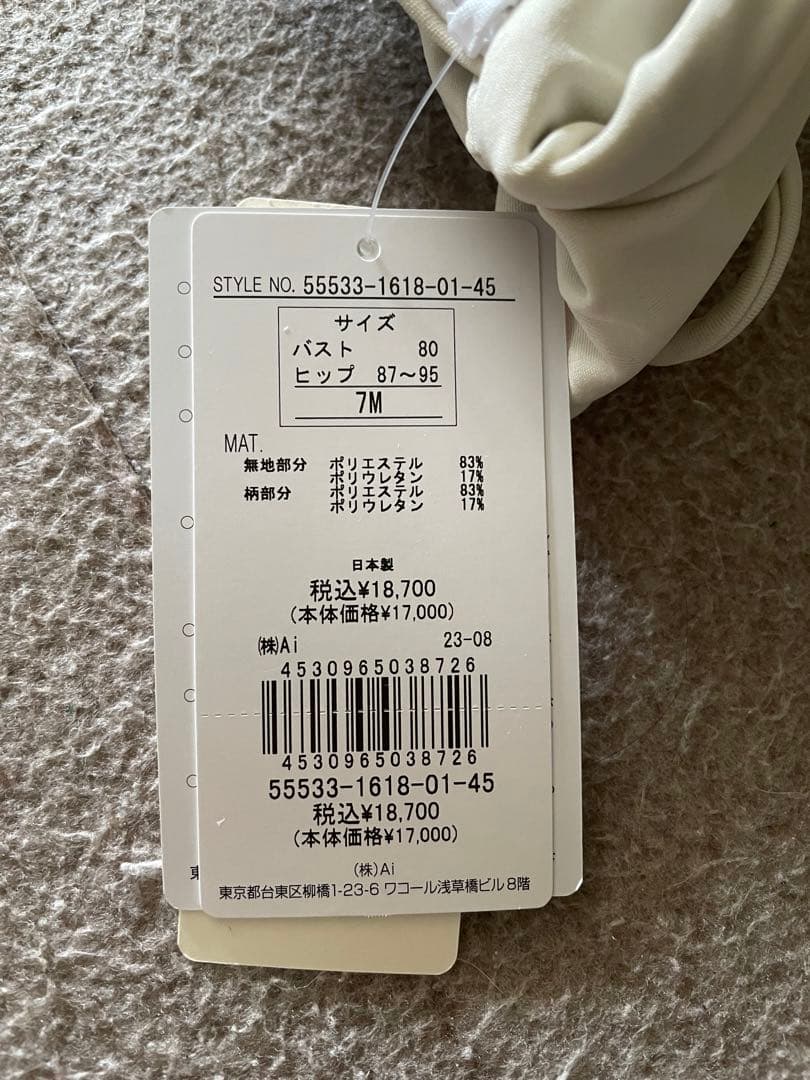 STYLE NO. 55533-1618-01-45
サイズ
バスト 80
ヒップ 87～95
7M
MAT.
無地部分 ポリエステル 83%
ポリウレタン 17%
柄部分 ポリエステル 83%
ポリウレタン 17%
日本製
税込¥18,700
(本体価格¥17,000)
㈱Ai 23-08
4530965038726
4530965038726
55533-1618-01-45
税込¥18,700
(本体価格¥17,000)
(株)Ai
東京都台東区柳橋1-23-6 ワコール浅草橋ビル8階
東